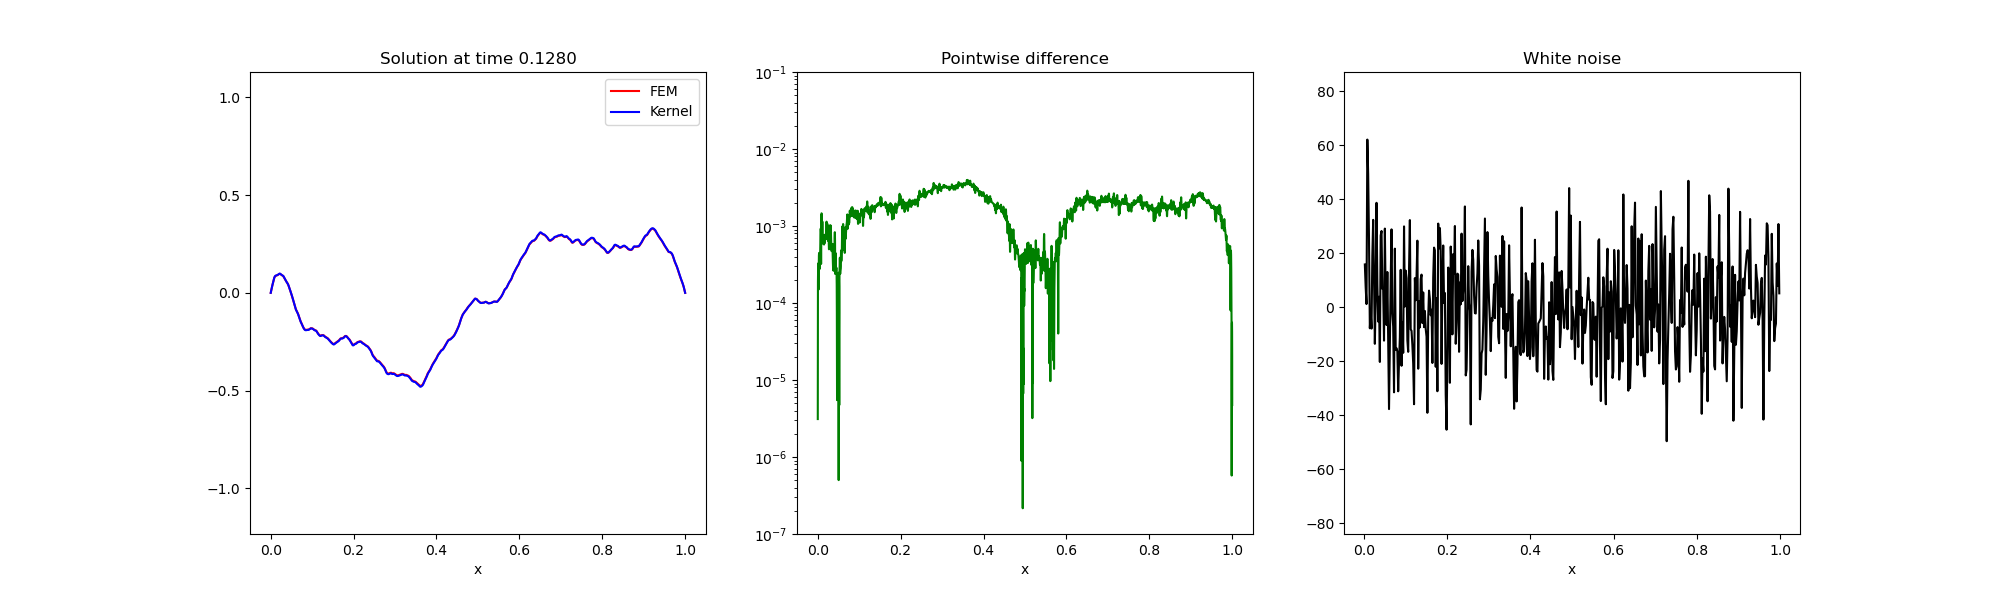 Solution at time 0.1280
FEM
Kernel
1.0
0.5
0.0
−0.5
−1.0
0.0 0.2 0.4 0.6 0.8 1.0
x
Pointwise difference
10⁻¹
10⁻²
10⁻³
10⁻⁴
10⁻⁵
10⁻⁶
10⁻⁷
0.0 0.2 0.4 0.6 0.8 1.0
x
White noise
80
60
40
20
0
−20
−40
−60
−80
0.0 0.2 0.4 0.6 0.8 1.0
x